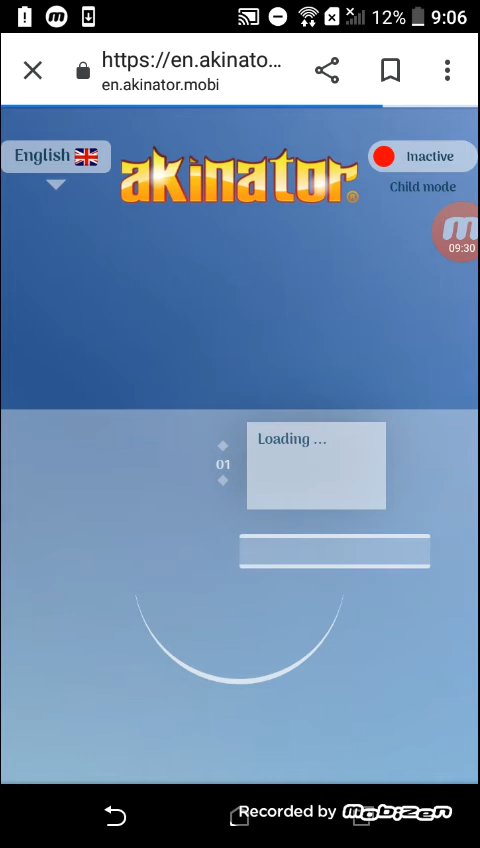 12% 9:06
https://en.akinato...
en.akinator.mobi
English
akinator®
Inactive
Child mode
m
09:30
Loading ...
01
Recorded by Mobizen